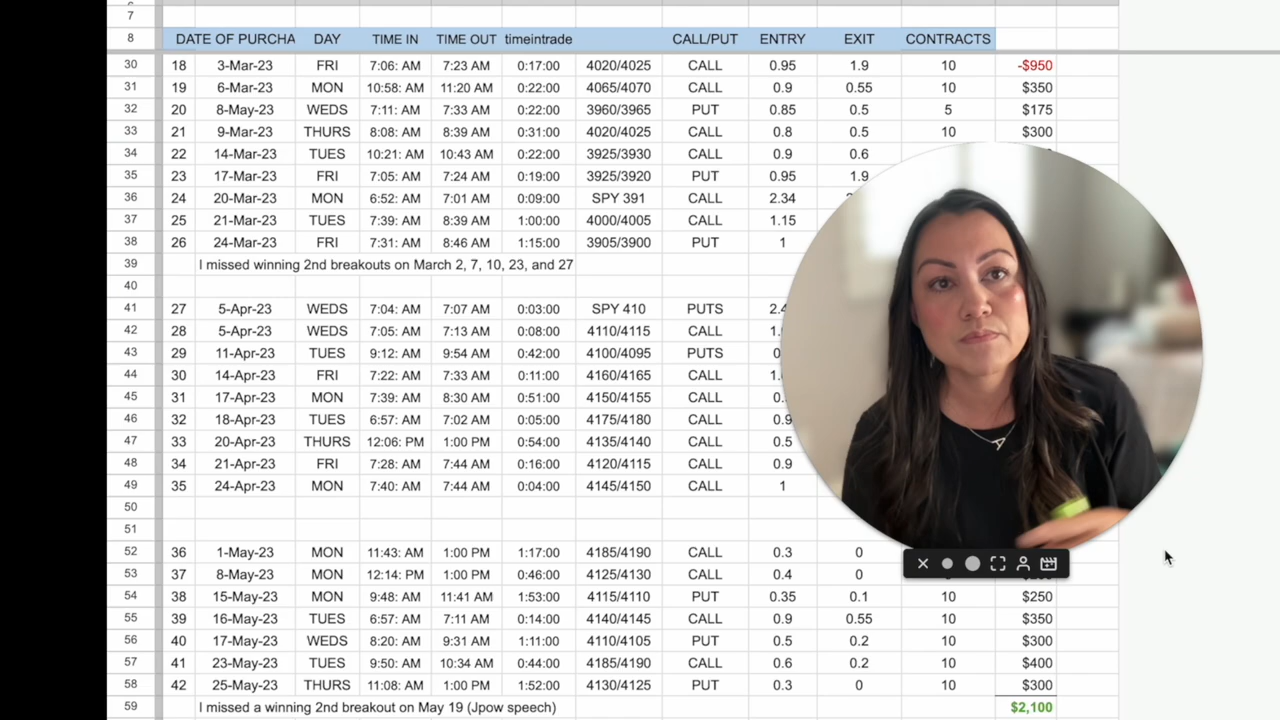 7
8 DATE OF PURCHA DAY TIME IN TIME OUT timeintrade CALL/PUT ENTRY EXIT CONTRACTS
30 18 3-Mar-23 FRI 7:06: AM 7:23 AM 0:17:00 4020/4025 CALL 0.95 1.9 10 -$950
31 19 6-Mar-23 MON 10:58: AM 11:20 AM 0:22:00 4065/4070 CALL 0.9 0.55 10 $350
32 20 8-May-23 WEDS 7:11: AM 7:33 AM 0:22:00 3960/3965 PUT 0.85 0.5 5 $175
33 21 9-Mar-23 THURS 8:08: AM 8:39 AM 0:31:00 4020/4025 CALL 0.8 0.5 10 $300
34 22 14-Mar-23 TUES 10:21: AM 10:43 AM 0:22:00 3925/3930 CALL 0.9 0.6
35 23 17-Mar-23 FRI 7:05: AM 7:24 AM 0:19:00 3925/3920 PUT 0.95 1.9
36 24 20-Mar-23 MON 6:52: AM 7:01 AM 0:09:00 SPY 391 CALL 2.34
37 25 21-Mar-23 TUES 7:39: AM 8:39 AM 1:00:00 4000/4005 CALL 1.15
38 26 24-Mar-23 FRI 7:31: AM 8:46 AM 1:15:00 3905/3900 PUT 1
39 I missed winning 2nd breakouts on March 2, 7, 10, 23, and 27
40
41 27 5-Apr-23 WEDS 7:04: AM 7:07 AM 0:03:00 SPY 410 PUTS
42 28 5-Apr-23 WEDS 7:05: AM 7:13 AM 0:08:00 4110/4115 CALL
43 29 11-Apr-23 TUES 9:12: AM 9:54 AM 0:42:00 4100/4095 PUTS
44 30 14-Apr-23 FRI 7:22: AM 7:33 AM 0:11:00 4160/4165 CALL
45 31 17-Apr-23 MON 7:39: AM 8:30 AM 0:51:00 4150/4155 CALL
46 32 18-Apr-23 TUES 6:57: AM 7:02 AM 0:05:00 4175/4180 CALL 0.9
47 33 20-Apr-23 THURS 12:06: PM 1:00 PM 0:54:00 4135/4140 CALL 0.5
48 34 21-Apr-23 FRI 7:28: AM 7:44 AM 0:16:00 4120/4115 CALL 0.9
49 35 24-Apr-23 MON 7:40: AM 7:44 AM 0:04:00 4145/4150 CALL 1
50
51
52 36 1-May-23 MON 11:43: AM 1:00 PM 1:17:00 4185/4190 CALL 0.3 0
53 37 8-May-23 MON 12:14: PM 1:00 PM 0:46:00 4125/4130 CALL 0.4 0
54 38 15-May-23 MON 9:48: AM 11:41 AM 1:53:00 4115/4110 PUT 0.35 0.1 10 $250
55 39 16-May-23 TUES 6:57: AM 7:11 AM 0:14:00 4140/4145 CALL 0.9 0.55 10 $350
56 40 17-May-23 WEDS 8:20: AM 9:31 AM 1:11:00 4110/4105 PUT 0.5 0.2 10 $300
57 41 23-May-23 TUES 9:50: AM 10:34 AM 0:44:00 4185/4190 CALL 0.6 0.2 10 $400
58 42 25-May-23 THURS 11:08: AM 1:00 PM 1:52:00 4130/4125 PUT 0.3 0 10 $300
59 I missed a winning 2nd breakout on May 19 (Jpow speech) $2,100